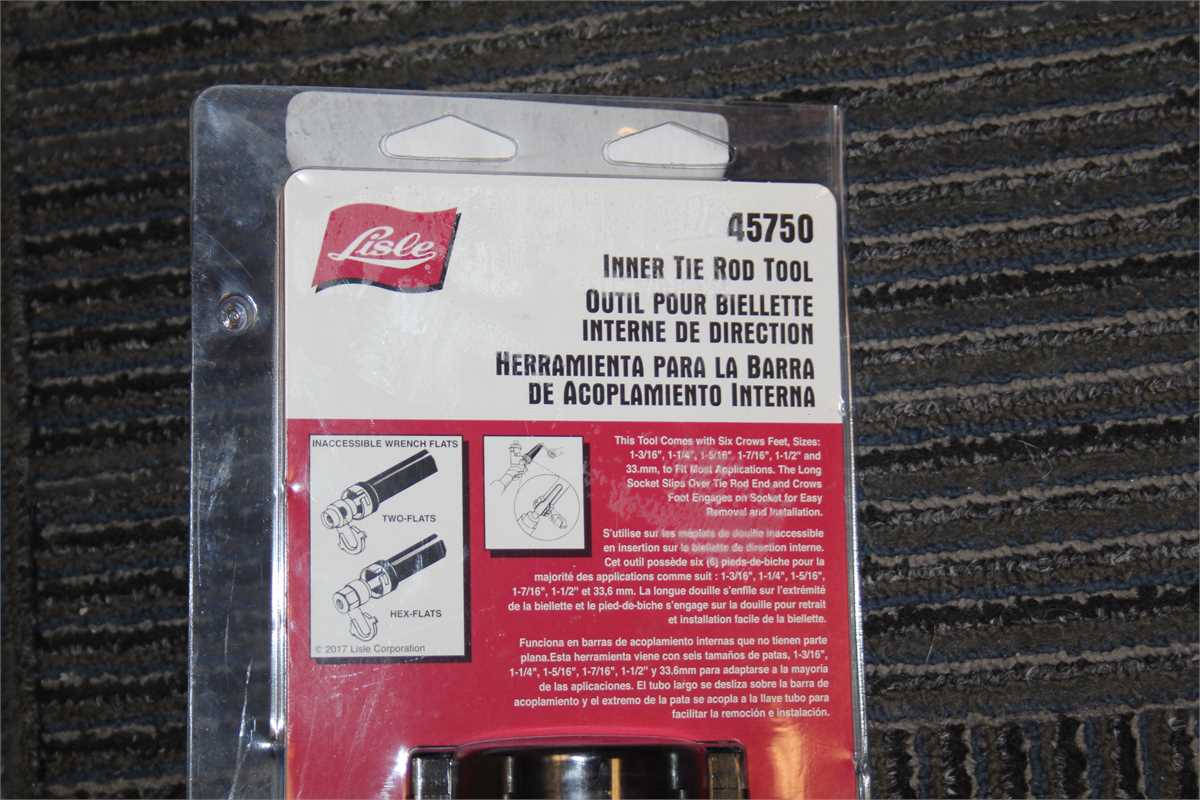 Lisle®
45750
INNER TIE ROD TOOL
OUTIL POUR BIELLETTE
INTERNE DE DIRECTION
HERRAMIENTA PARA LA BARRA
DE ACOPLAMIENTO INTERNA
INACCESSIBLE WRENCH FLATS
TWO-FLATS
HEX-FLATS
© 2017 Lisle Corporation
This Tool Comes with Six Crows Feet, Sizes:
1-3/16", 1-1/4", 1-5/16", 1-7/16", 1-1/2" and
33.mm, to Fit Most Applications. The Long
Socket Slips Over Tie Rod End and Crows
Foot Engages on Socket for Easy
Removal and Installation.
S'utilise sur les méplats de douille inaccessible
en insertion sur la biellette de direction interne.
Cet outil possède six (6) pieds-de-biche pour la
majorité des applications comme suit : 1-3/16", 1-1/4", 1-5/16",
1-7/16", 1-1/2" et 33,6 mm. La longue douille s'enfile sur l'extrémité
de la biellette et le pied-de-biche s'engage sur la douille pour retrait
et installation facile de la biellette.
Funciona en barras de acoplamiento internas que no tienen parte
plana.Esta herramienta viene con seis tamaños de patas, 1-3/16",
1-1/4", 1-5/16", 1-7/16", 1-1/2" y 33.6mm para adaptarse a la mayoría
de las aplicaciones. El tubo largo se desliza sobre la barra de
acoplamiento y el extremo de la pata se acopla a la llave tubo para
facilitar la remoción e instalación.